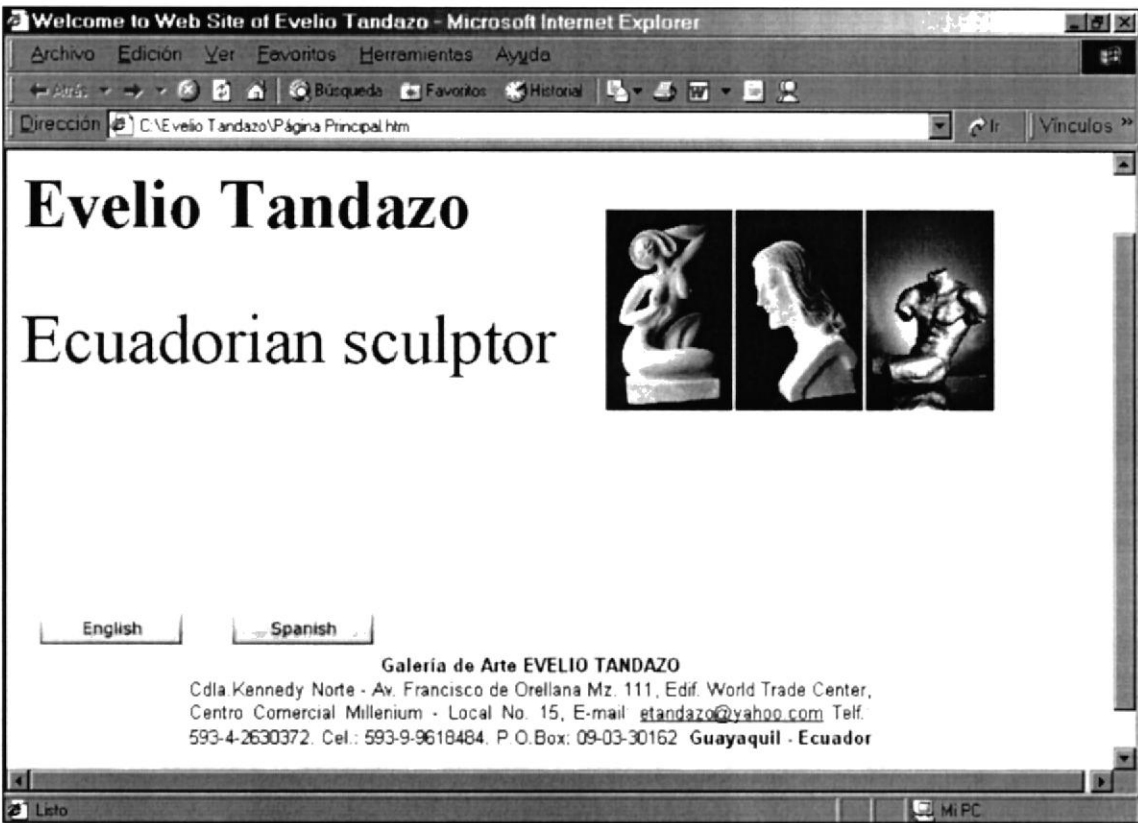 Welcome to Web Site of Evelio Tandazo - Microsoft Internet Explorer
Archivo Edición Ver Favoritos Herramientas Ayuda
Atrás Búsqueda Favoritos Historial
Dirección C:\Evelio Tandazo\Página Principal.htm Ir Vínculos »
Evelio Tandazo
Ecuadorian sculptor
English Spanish
Galería de Arte EVELIO TANDAZO
Cdla.Kennedy Norte - Av. Francisco de Orellana Mz. 111, Edif. World Trade Center,
Centro Comercial Millenium - Local No. 15, E-mail: etandazo@yahoo.com Telf.
593-4-2630372. Cel.: 593-9-9618484. P.O.Box: 09-03-30162 Guayaquil - Ecuador
Listo Mi PC